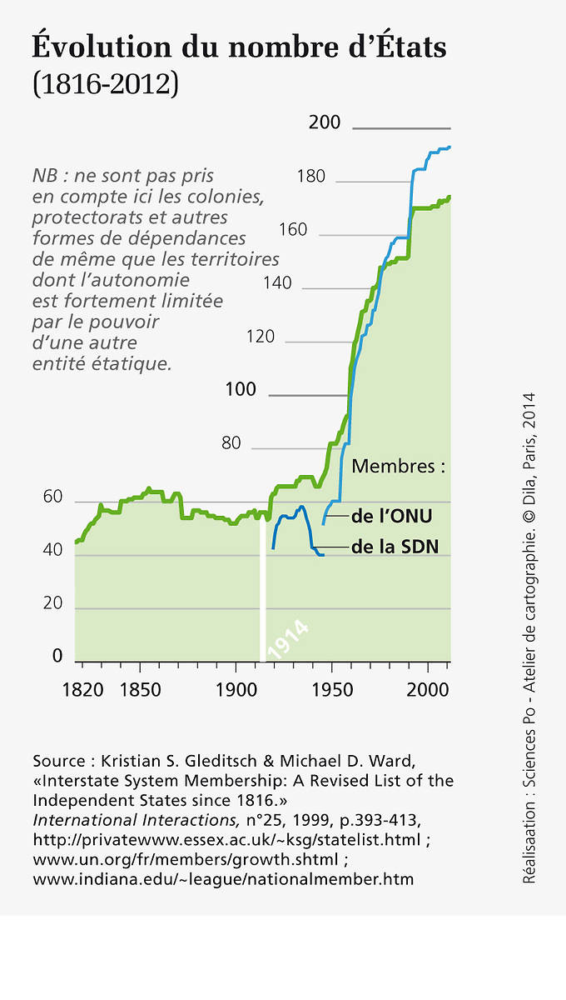 Évolution du nombre d’États
(1816-2012)
NB : ne sont pas pris
en compte ici les colonies,
protectorats et autres
formes de dépendances
de même que les territoires
dont l’autonomie
est fortement limitée
par le pouvoir
d’une autre
entité étatique.
200
180
160
140
120
100
80
60
40
20
0
Membres :
de l’ONU
de la SDN
1914
1820 1850 1900 1950 2000
Source : Kristian S. Gleditsch & Michael D. Ward,
«Interstate System Membership: A Revised List of the
Independent States since 1816.»
International Interactions, n°25, 1999, p.393-413,
http://privatewww.essex.ac.uk/~ksg/statelist.html ;
www.un.org/fr/members/growth.shtml ;
www.indiana.edu/~league/nationalmember.htm
Réalisaation : Sciences Po - Atelier de cartographie. © Dila, Paris, 2014